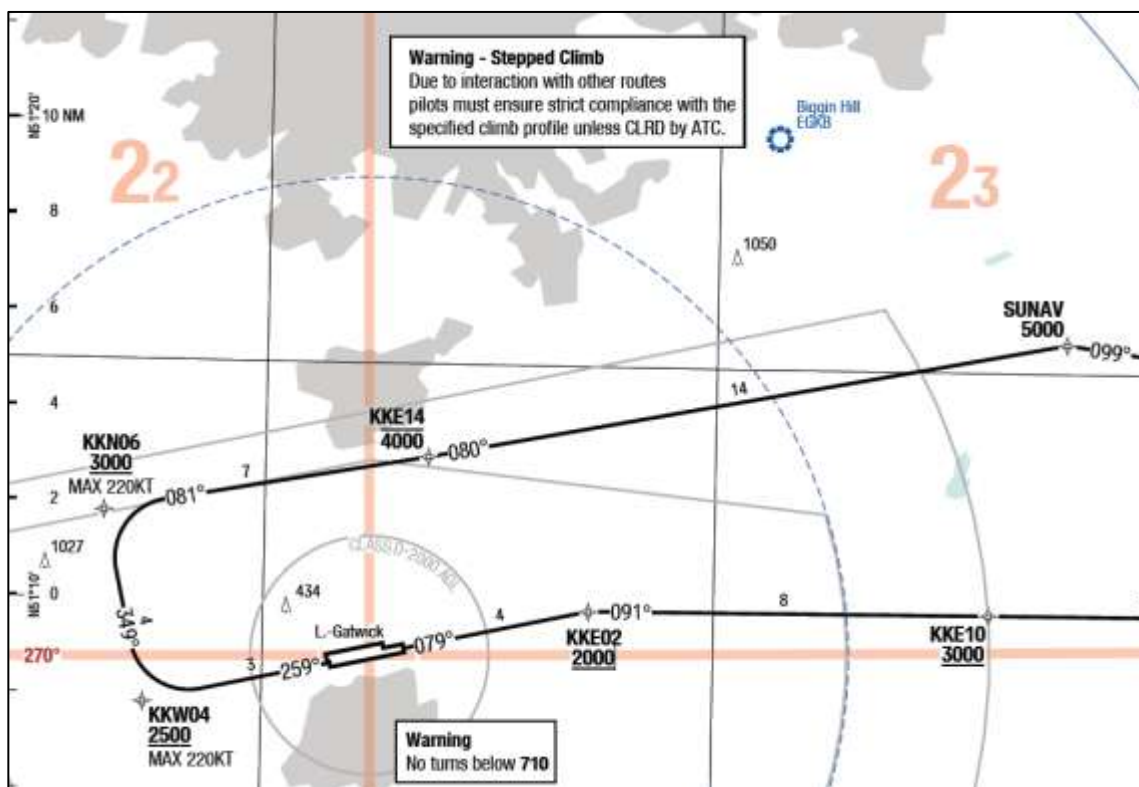 Warning - Stepped Climb
Due to interaction with other routes
pilots must ensure strict compliance with the
specified climb profile unless CLRD by ATC.
N51°20'
10 NM
Biggin Hill
EGKB
22
23
8
1050
6
SUNAV
5000
099°
14
4
KKE14
4000
080°
KKN06
3000
MAX 220KT
7
081°
2
1027
CLASS D-2000 AGL
N51°10'
0
434
4
349°
L.-Gatwick
4
091°
8
079°
KKE02
2000
KKE10
3000
270°
3
259°
KKW04
2500
MAX 220KT
Warning
No turns below 710